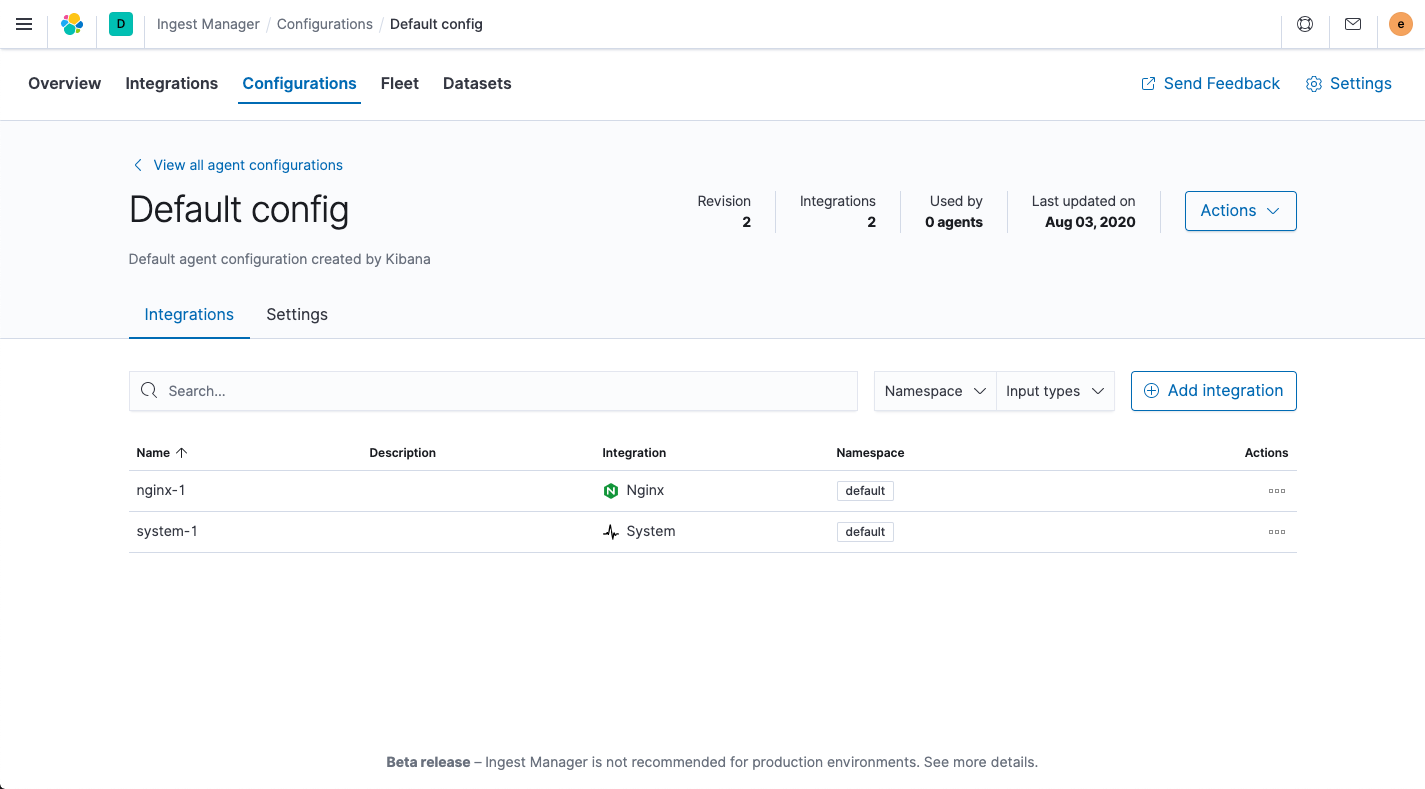 D Ingest Manager / Configurations / Default config e
Overview Integrations Configurations Fleet Datasets Send Feedback Settings
View all agent configurations
Default config
Revision Integrations Used by Last updated on
2 2 0 agents Aug 03, 2020
Actions
Default agent configuration created by Kibana
Integrations Settings
Search... Namespace Input types Add integration
Name Description Integration Namespace Actions
nginx-1 Nginx default
system-1 System default
Beta release – Ingest Manager is not recommended for production environments. See more details.